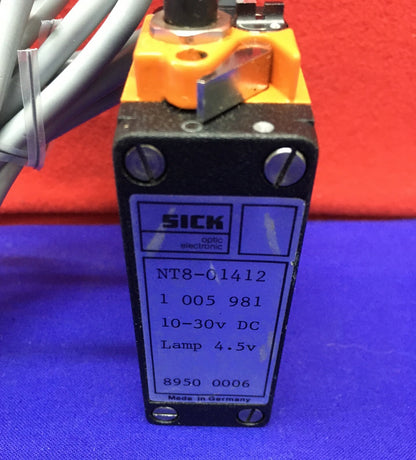 SICK
optic
electronic
NT8-01412
1 005 981
10-30v DC
Lamp 4.5v
8950 0006
Made in Germany